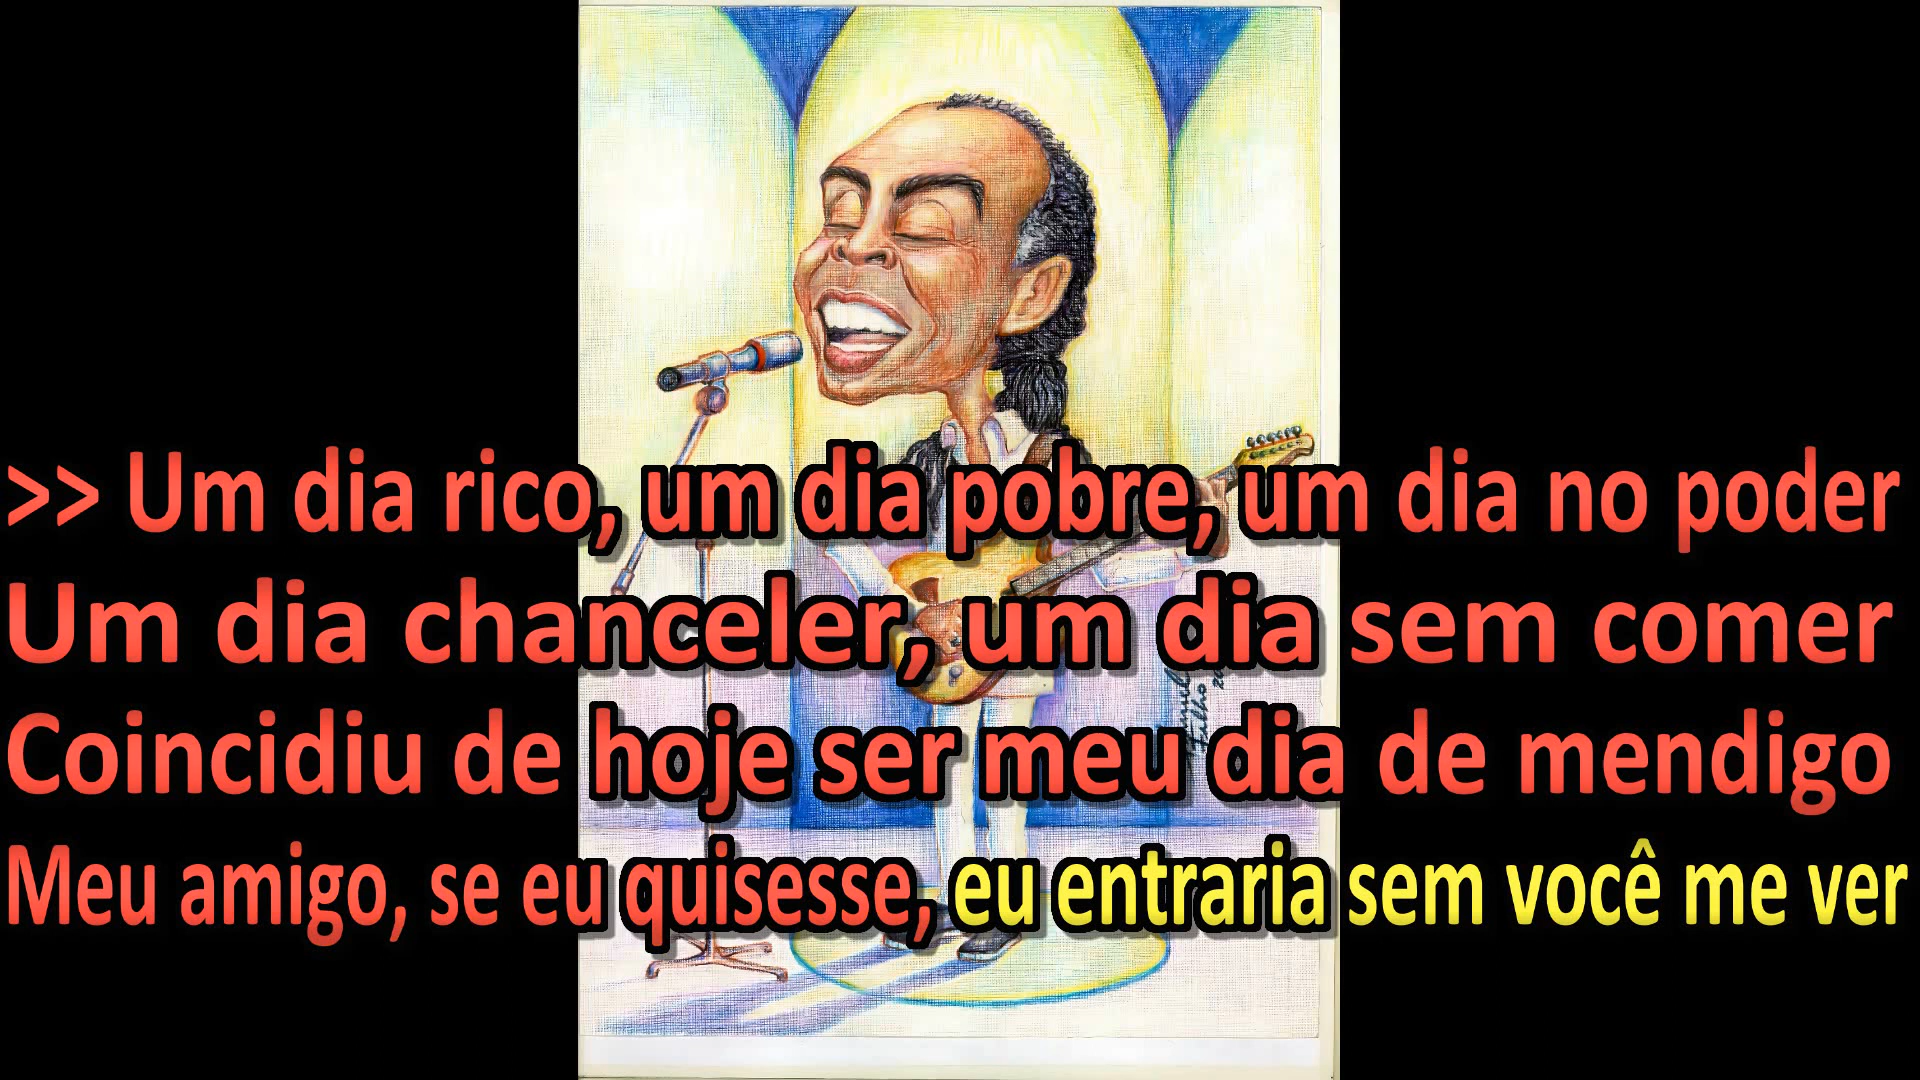 >> Um dia rico, um dia pobre, um dia no poder
Um dia chanceler, um dia sem comer
Coincidiu de hoje ser meu dia de mendigo
Meu amigo, se eu quisesse, eu entraria sem você me ver
Filho